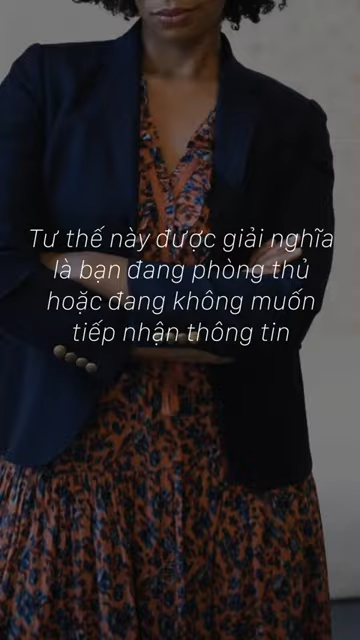 Tư thế này được giải nghĩa
là bạn đang phòng thủ
hoặc đang không muốn
tiếp nhận thông tin